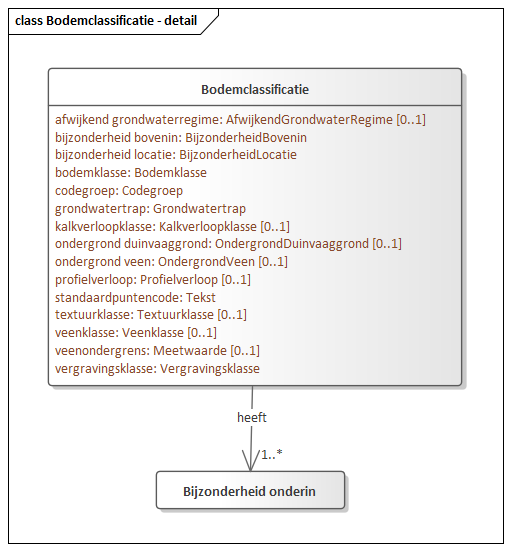 class Bodemclassificatie - detail
Bodemclassificatie
afwijkend grondwaterregime: AfwijkendGrondwaterRegime [0..1]
bijzonderheid bovenin: BijzonderheidBovenin
bijzonderheid locatie: BijzonderheidLocatie
bodemklasse: Bodemklasse
codegroep: Codegroep
grondwatertrap: Grondwatertrap
kalkverloopklasse: Kalkverloopklasse [0..1]
ondergrond duinvaaggrond: OndergrondDuinvaaggrond [0..1]
ondergrond veen: OndergrondVeen [0..1]
profielverloop: Profielverloop [0..1]
standaardpuntencode: Tekst
textuurklasse: Textuurklasse [0..1]
veenklasse: Veenklasse [0..1]
veenondergrens: Meetwaarde [0..1]
vergravingsklasse: Vergravingsklasse
heeft
1..*
Bijzonderheid onderin